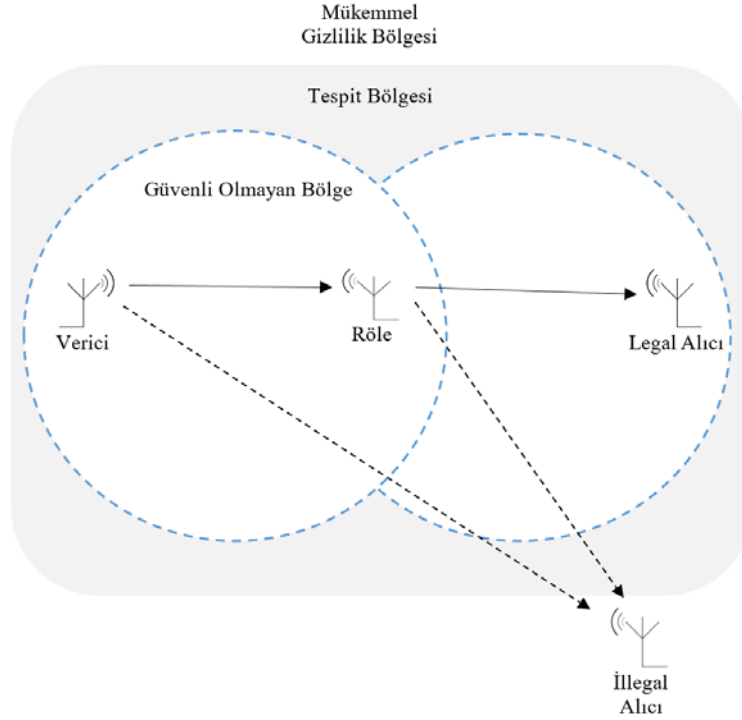 Mükemmel
Gizlilik Bölgesi
Tespit Bölgesi
Güvenli Olmayan Bölge
Verici
Röle
Legal Alıcı
İllegal
Alıcı